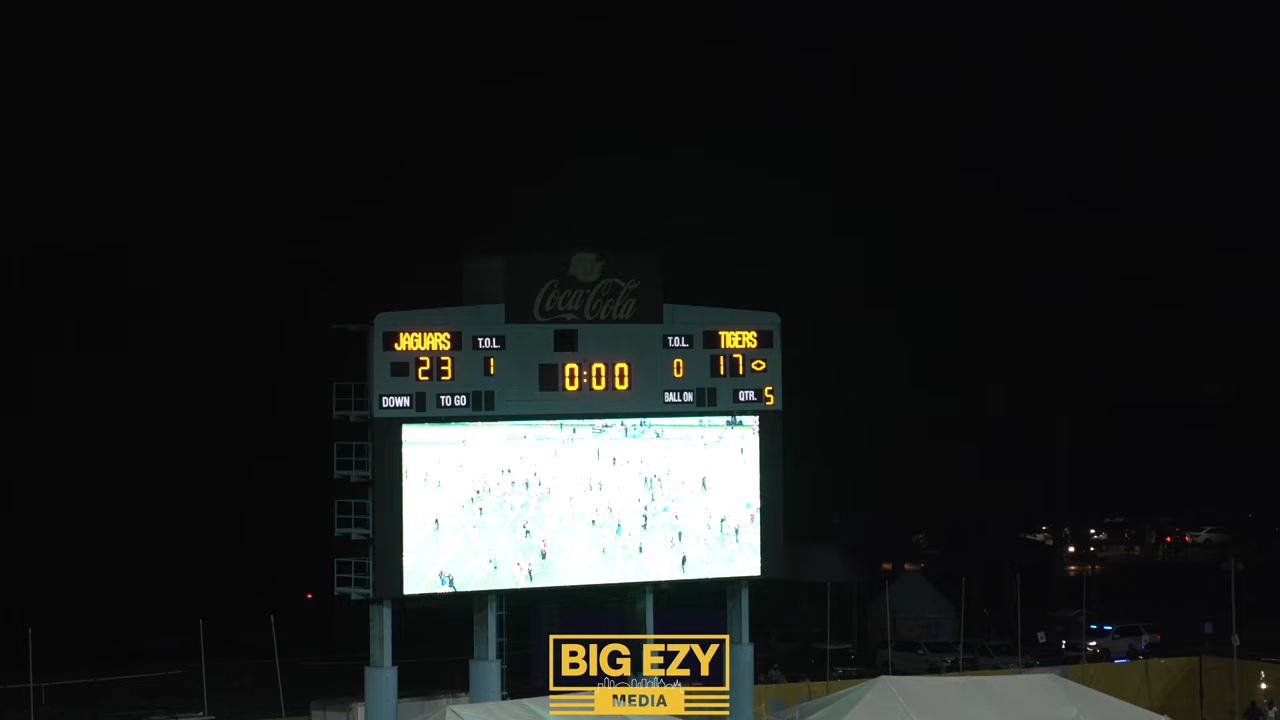 Coca-Cola
JAGUARS T.O.L. T.O.L. TIGERS
23 1 0:00 0 17
DOWN TO GO BALL ON QTR. 5
BIG EZY
MEDIA